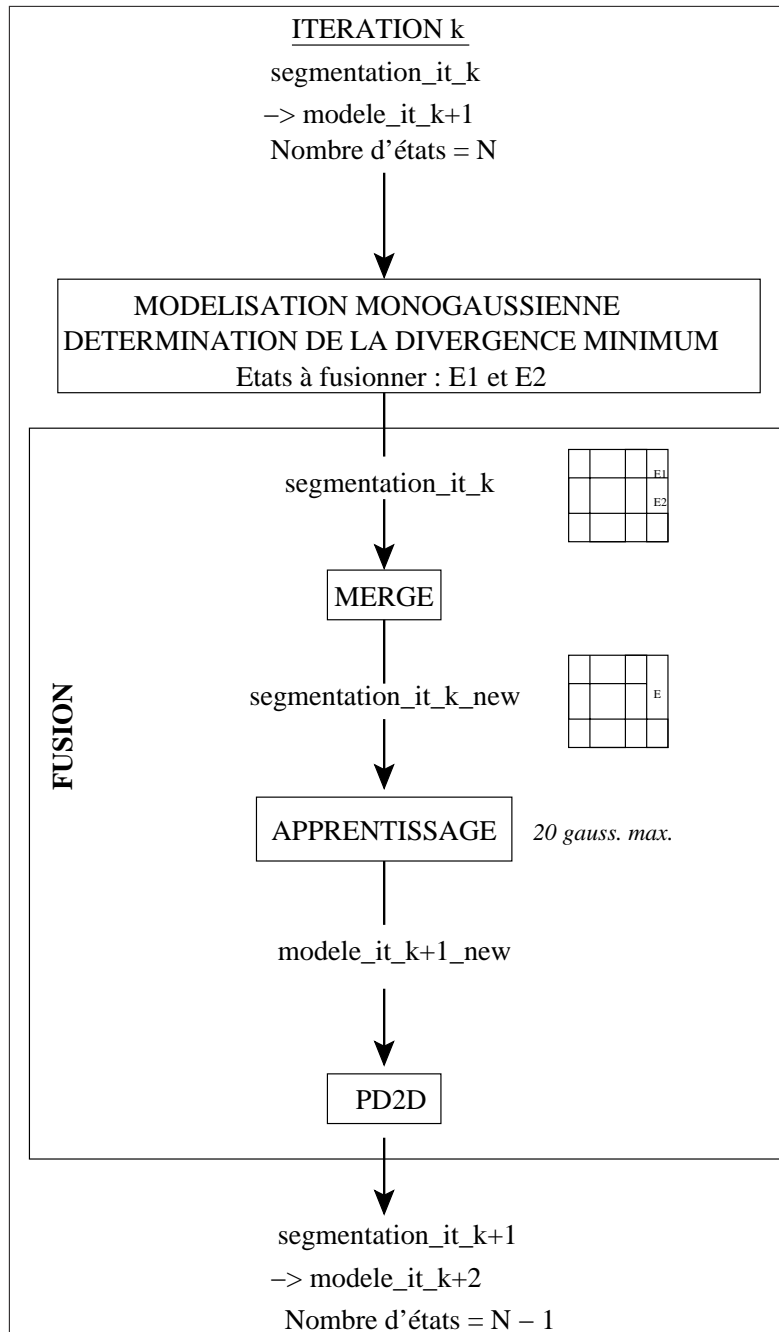 ITERATION k
segmentation_it_k
−> modele_it_k+1
Nombre d'états = N
MODELISATION MONOGAUSSIENNE
DETERMINATION DE LA DIVERGENCE MINIMUM
Etats à fusionner : E1 et E2
segmentation_it_k
E1
E2
MERGE
FUSION
segmentation_it_k_new
E
APPRENTISSAGE
20 gauss. max.
modele_it_k+1_new
PD2D
segmentation_it_k+1
−> modele_it_k+2
Nombre d'états = N − 1